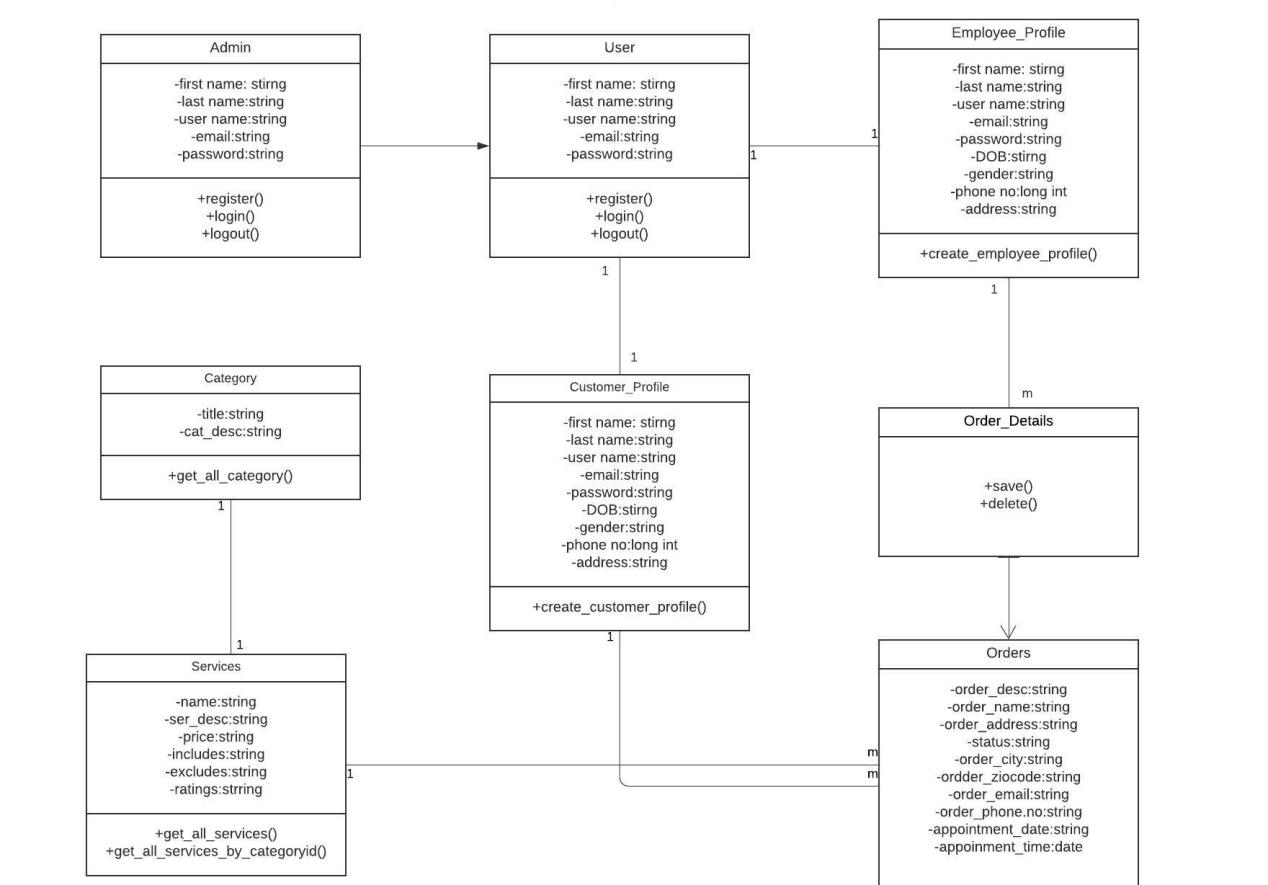 Admin
-first name: stirng
-last name:string
-user name:string
-email:string
-password:string
+register()
+login()
+logout()
User
-first name: stirng
-last name:string
-user name:string
-email:string
-password:string
+register()
+login()
+logout()
1
1
Employee_Profile
-first name: stirng
-last name:string
-user name:string
-email:string
-password:string
-DOB:stirng
-gender:string
-phone no:long int
-address:string
+create_employee_profile()
1
1
1
m
Category
-title:string
-cat_desc:string
+get_all_category()
1
1
Customer_Profile
-first name: stirng
-last name:string
-user name:string
-email:string
-password:string
-DOB:stirng
-gender:string
-phone no:long int
-address:string
+create_customer_profile()
1
Order_Details
+save()
+delete()
Services
-name:string
-ser_desc:string
-price:string
-includes:string
-excludes:string
-ratings:strring
+get_all_services()
+get_all_services_by_categoryid()
1
m
m
Orders
-order_desc:string
-order_name:string
-order_address:string
-status:string
-order_city:string
-ordder_ziocode:string
-order_email:string
-order_phone.no:string
-appointment_date:string
-appoinment_time:date
1